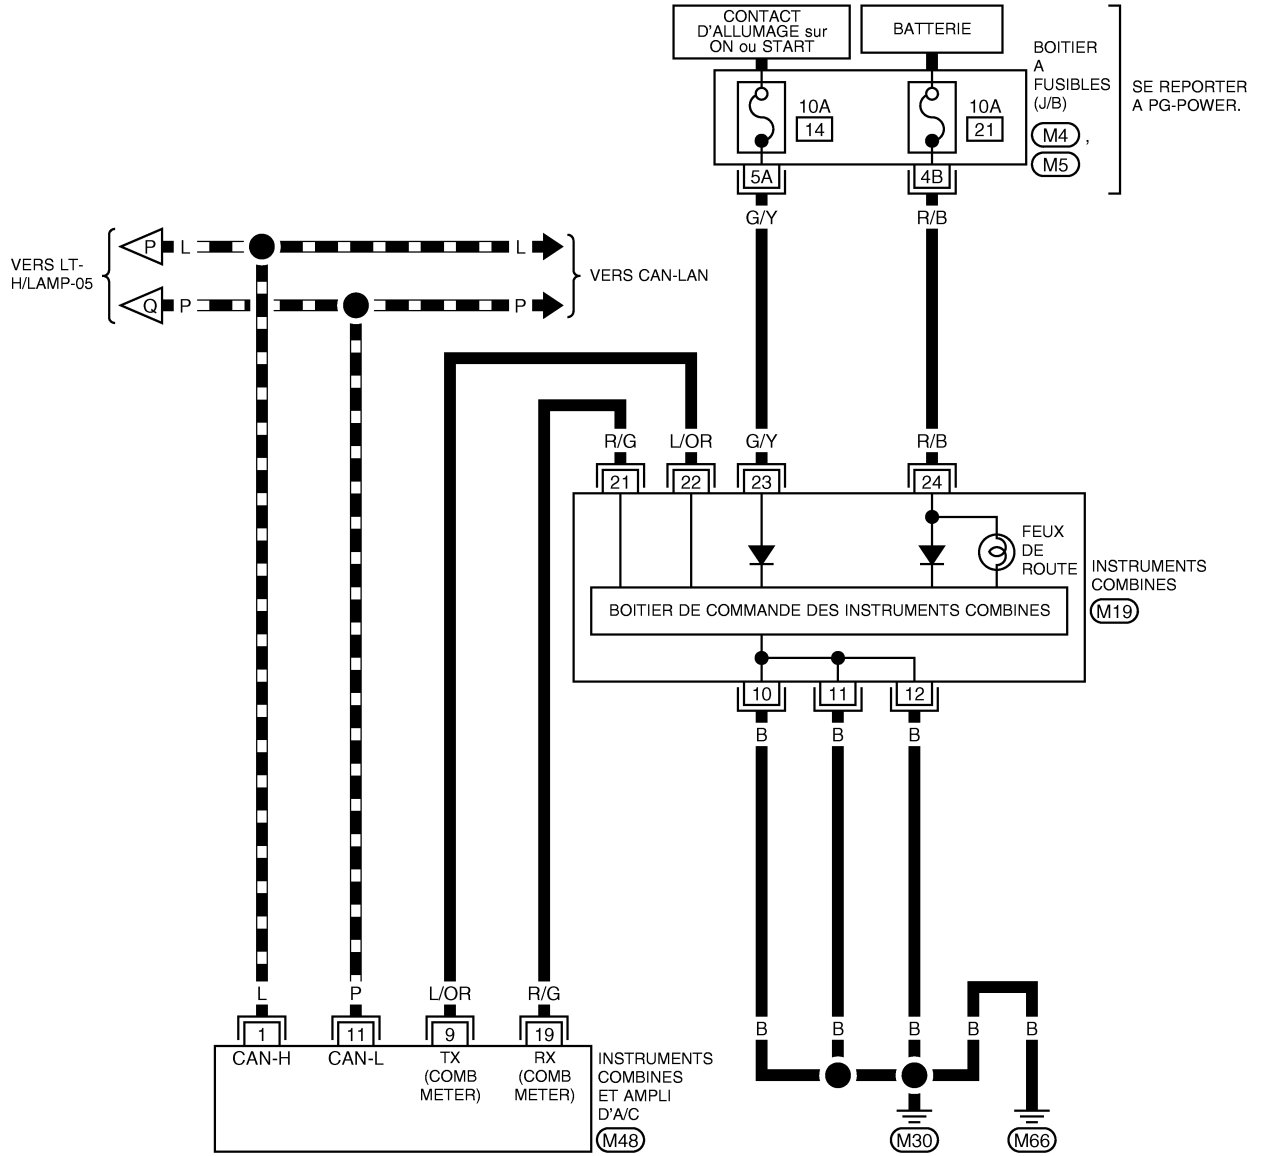 CONTACT
D'ALLUMAGE sur
ON ou START
BATTERIE
BOITIER
A
FUSIBLES
(J/B)
M4 ,
M5
SE REPORTER
A PG-POWER.
10A
14
10A
21
5A
4B
G/Y
R/B
P L
L
VERS LT-
H/LAMP-05
VERS CAN-LAN
Q P
P
R/G
L/OR
G/Y
R/B
21
22
23
24
FEUX
DE
ROUTE
INSTRUMENTS
COMBINES
M19
BOITIER DE COMMANDE DES INSTRUMENTS COMBINES
10
11
12
B
B
B
L
P
L/OR
R/G
B
B
B
B
B
1
11
9
19
CAN-H
CAN-L
TX
(COMB
METER)
RX
(COMB
METER)
INSTRUMENTS
COMBINES
ET AMPLI
D'A/C
M48
M30
M66